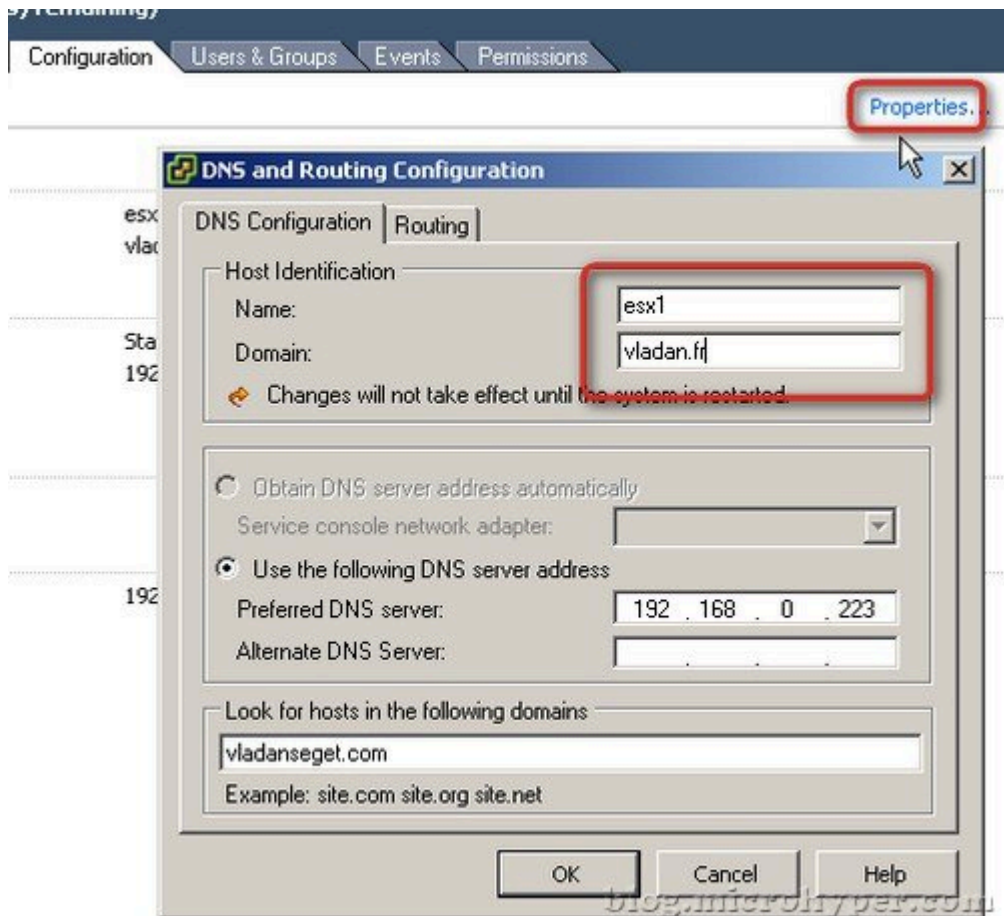 Configuration Users & Groups Events Permissions
Properties...
DNS and Routing Configuration
esx
DNS Configuration Routing
Host Identification
Name: esx1
Sta
Domain: vladan.fr
192
Changes will not take effect until the system is restarted.
Obtain DNS server address automatically
Service console network adapter:
Use the following DNS server address
192
Preferred DNS server: 192 . 168 . 0 . 223
Alternate DNS Server: . . .
Look for hosts in the following domains
vladanseget.com
Example: site.com site.org site.net
OK Cancel Help
blog.microhyper.com